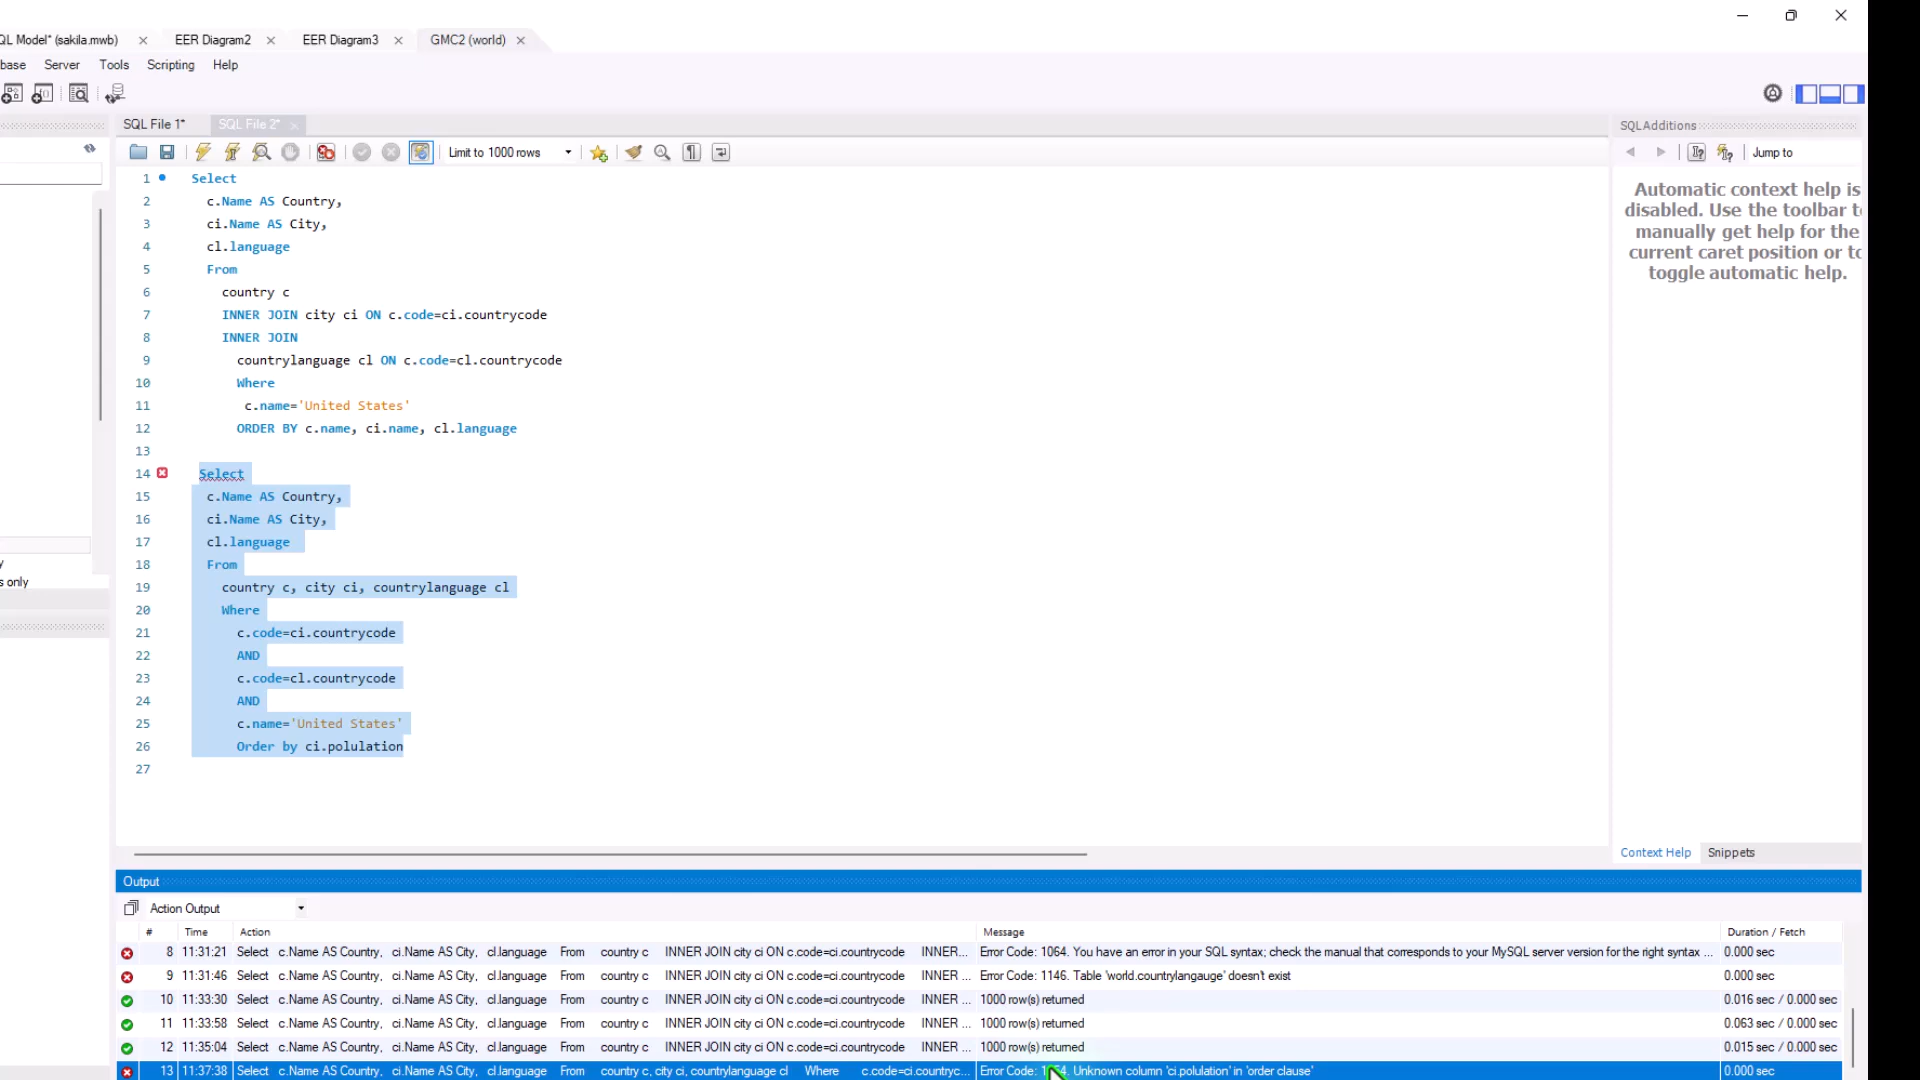 QL Model* (sakila.mwb) EER Diagram2 EER Diagram3 GMC2 (world)
base Server Tools Scripting Help
SQL File 1* SQL File 2* SQLAdditions
Limit to 1000 rows Jump to
1 Select
2 c.Name AS Country,
3 ci.Name AS City,
4 cl.language
5 From
6 country c
7 INNER JOIN city ci ON c.code=ci.countrycode
8 INNER JOIN
9 countrylanguage cl ON c.code=cl.countrycode
10 Where
11 c.name='United States'
12 ORDER BY c.name, ci.name, cl.language
13
14 Select
15 c.Name AS Country,
16 ci.Name AS City,
17 cl.language
18 From
19 country c, city ci, countrylanguage cl
20 Where
21 c.code=ci.countrycode
22 AND
23 c.code=cl.countrycode
24 AND
25 c.name='United States'
26 Order by ci.polulation
27
Automatic context help is
disabled. Use the toolbar t
manually get help for the
current caret position or to
toggle automatic help.
y
s only
Context Help Snippets
Output
Action Output
# Time Action Message Duration / Fetch
8 11:31:21 Select c.Name AS Country, ci.Name AS City, cl.language From country c INNER JOIN city ci ON c.code=ci.countrycode INNER... Error Code: 1064. You have an error in your SQL syntax; check the manual that corresponds to your MySQL server version for the right syntax ... 0.000 sec
9 11:31:46 Select c.Name AS Country, ci.Name AS City, cl.language From country c INNER JOIN city ci ON c.code=ci.countrycode INNER ... Error Code: 1146. Table 'world.countrylangauge' doesn't exist 0.000 sec
10 11:33:30 Select c.Name AS Country, ci.Name AS City, cl.language From country c INNER JOIN city ci ON c.code=ci.countrycode INNER ... 1000 row(s) returned 0.016 sec / 0.000 sec
11 11:33:58 Select c.Name AS Country, ci.Name AS City, cl.language From country c INNER JOIN city ci ON c.code=ci.countrycode INNER ... 1000 row(s) returned 0.063 sec / 0.000 sec
12 11:35:04 Select c.Name AS Country, ci.Name AS City, cl.language From country c INNER JOIN city ci ON c.code=ci.countrycode INNER ... 1000 row(s) returned 0.015 sec / 0.000 sec
13 11:37:38 Select c.Name AS Country, ci.Name AS City, cl.language From country c, city ci, countrylanguage cl Where c.code=ci.countryc... Error Code: Unknown column 'ci.polulation' in 'order clause' 0.000 sec